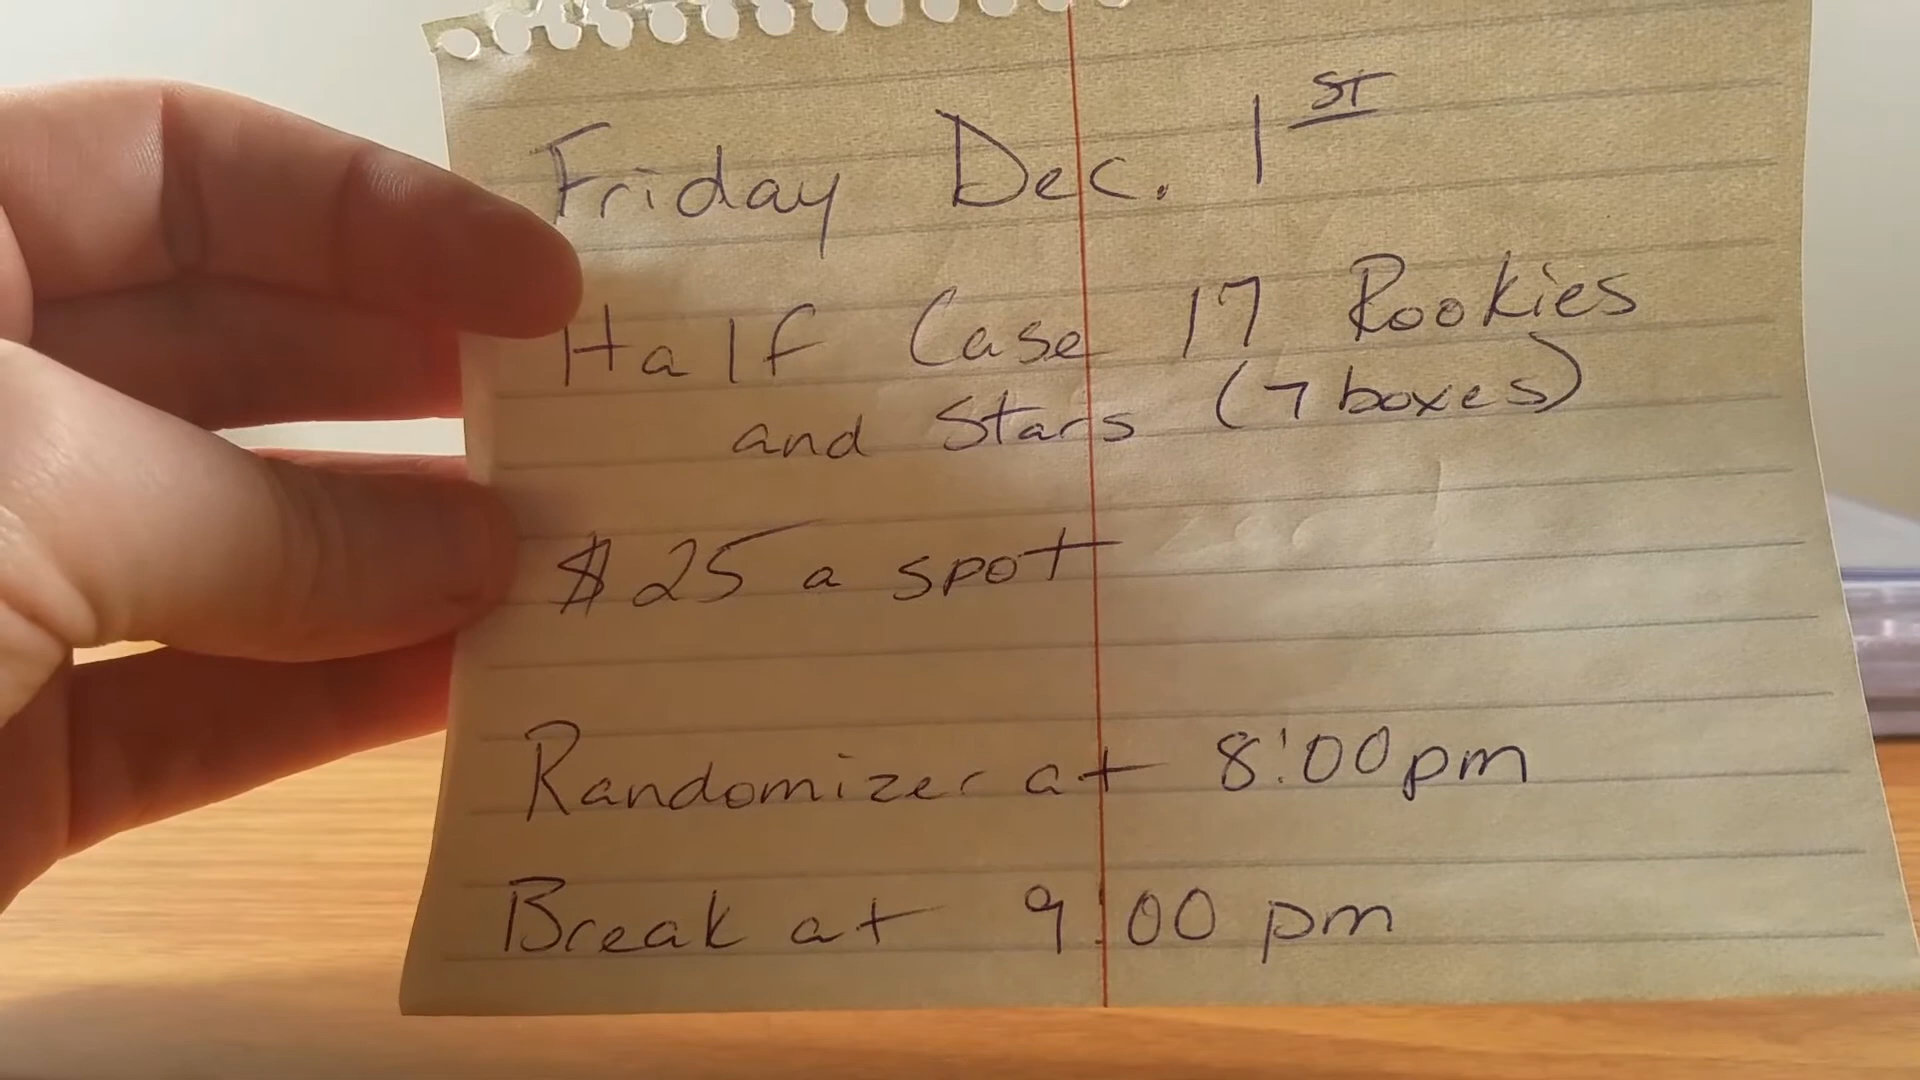 Friday Dec. 1ST
Half Case 17 Rookies
and Stars (7 boxes)
$25 a spot
Randomizer at 8:00pm
Break at 9:00 pm